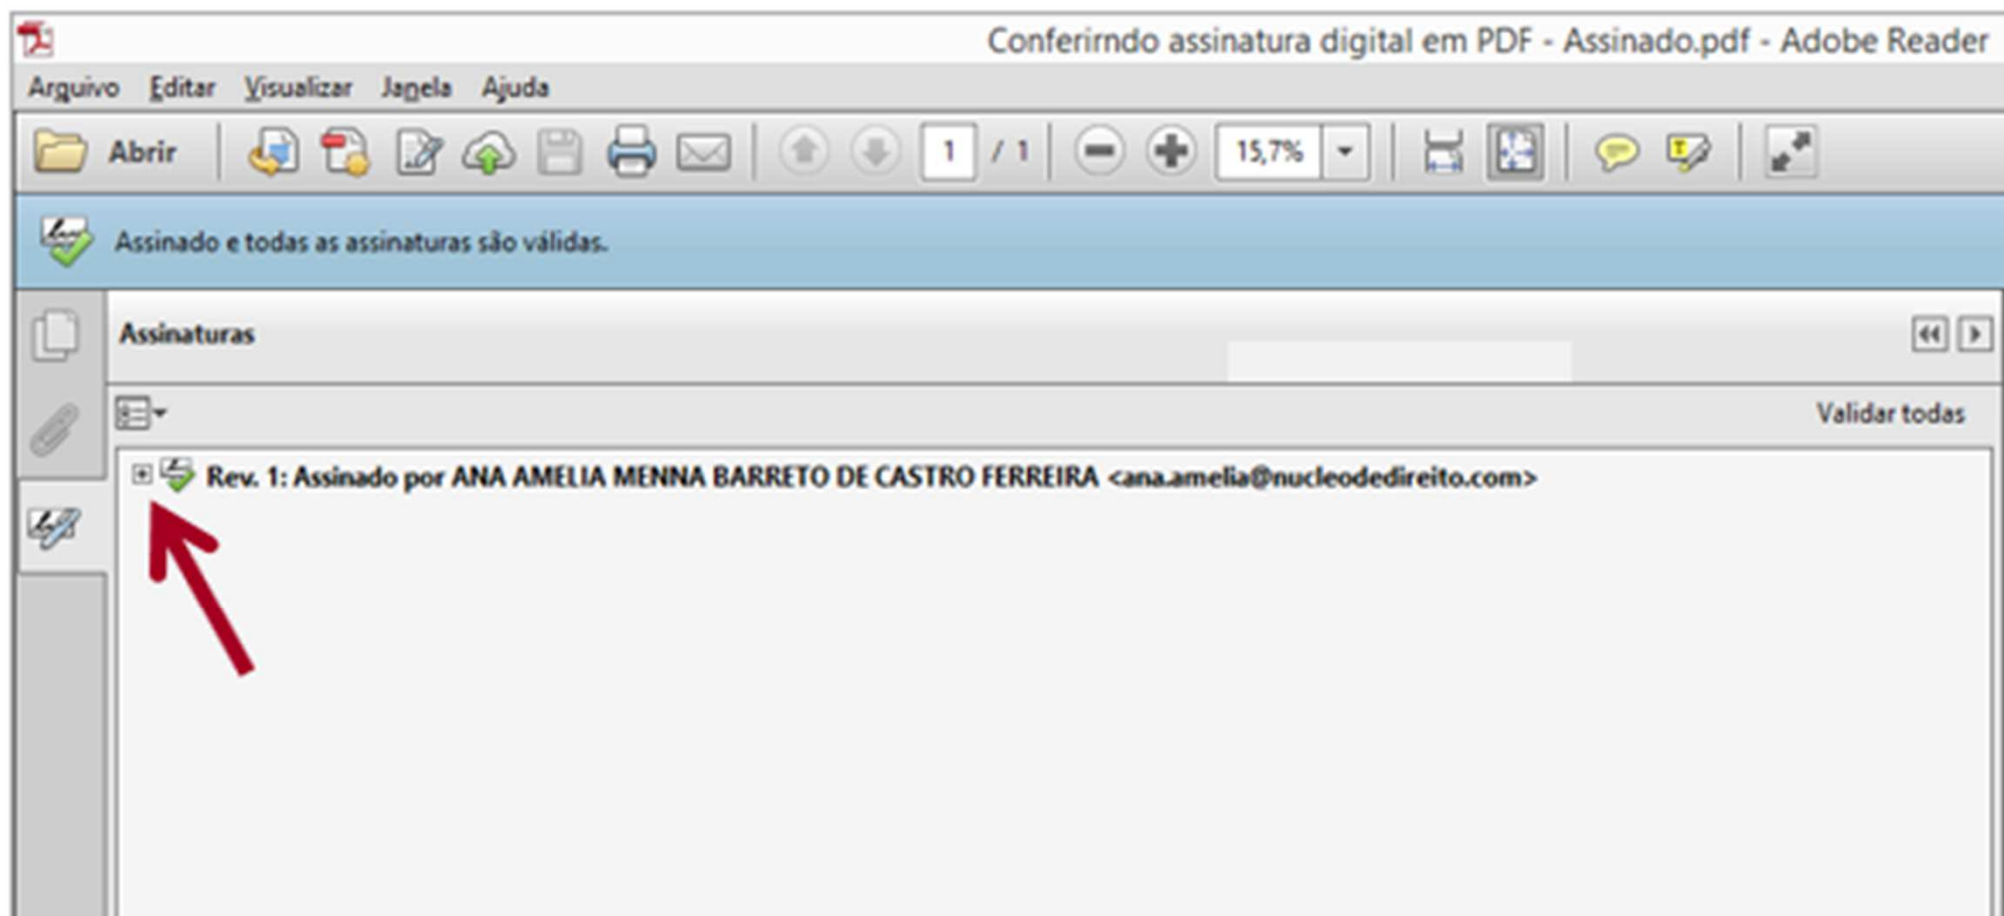 Conferirndo assinatura digital em PDF - Assinado.pdf - Adobe Reader
Arquivo Editar Visualizar Janela Ajuda
Abrir 1 / 1 15,7%
Assinado e todas as assinaturas são válidas.
Assinaturas
Validar todas
Rev. 1: Assinado por ANA AMELIA MENNA BARRETO DE CASTRO FERREIRA <ana.amelia@nucleodedireito.com>